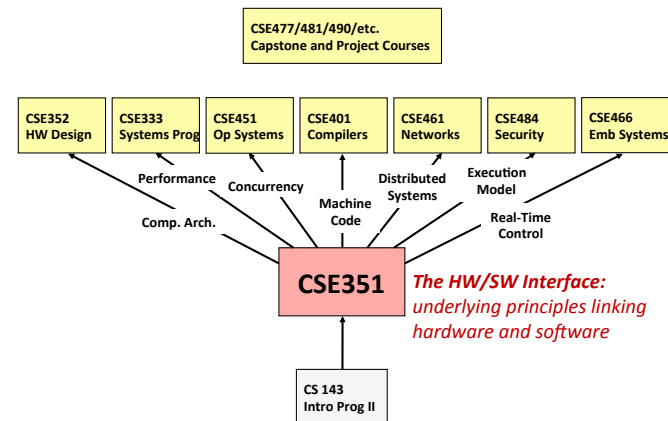 CSE477/481/490/etc.
Capstone and Project Courses
CSE352
HW Design
CSE333
Systems Prog
CSE451
Op Systems
CSE401
Compilers
CSE461
Networks
CSE484
Security
CSE466
Emb Systems
Performance
Concurrency
Comp. Arch.
Machine
Code
Distributed
Systems
Execution
Model
Real-Time
Control
CSE351
The HW/SW Interface:
underlying principles linking
hardware and software
CS 143
Intro Prog II